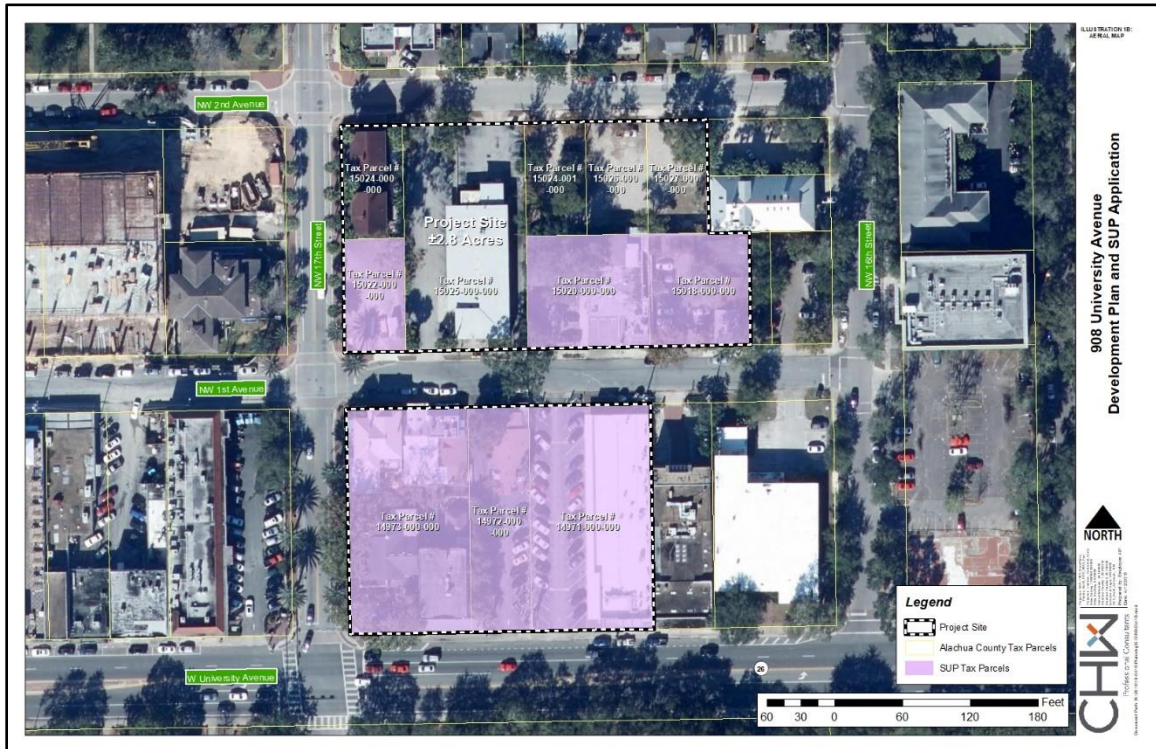 ILLUSTRATION 1B:
AERIAL MAP
908 University Avenue
Development Plan and SUP Application
NW 2nd Avenue
NW 17th Street
NW 16th Street
NW 1st Avenue
W University Avenue
Tax Parcel #
15024-000
-000
Project Site
±2.8 Acres
Tax Parcel #
15024-001
-000
Tax Parcel #
15026-000
-000
Tax Parcel #
15027-000
-000
Tax Parcel #
15022-000
-000
Tax Parcel #
15025-000-000
Tax Parcel #
15020-000-000
Tax Parcel #
15018-000-000
Tax Parcel #
14973-000-000
Tax Parcel #
14972-000
-000
Tax Parcel #
14971-000-000
26
NORTH
CHW
Professional Consultants
Legend
Project Site
Alachua County Tax Parcels
SUP Tax Parcels
Feet
60 30 0 60 120 180